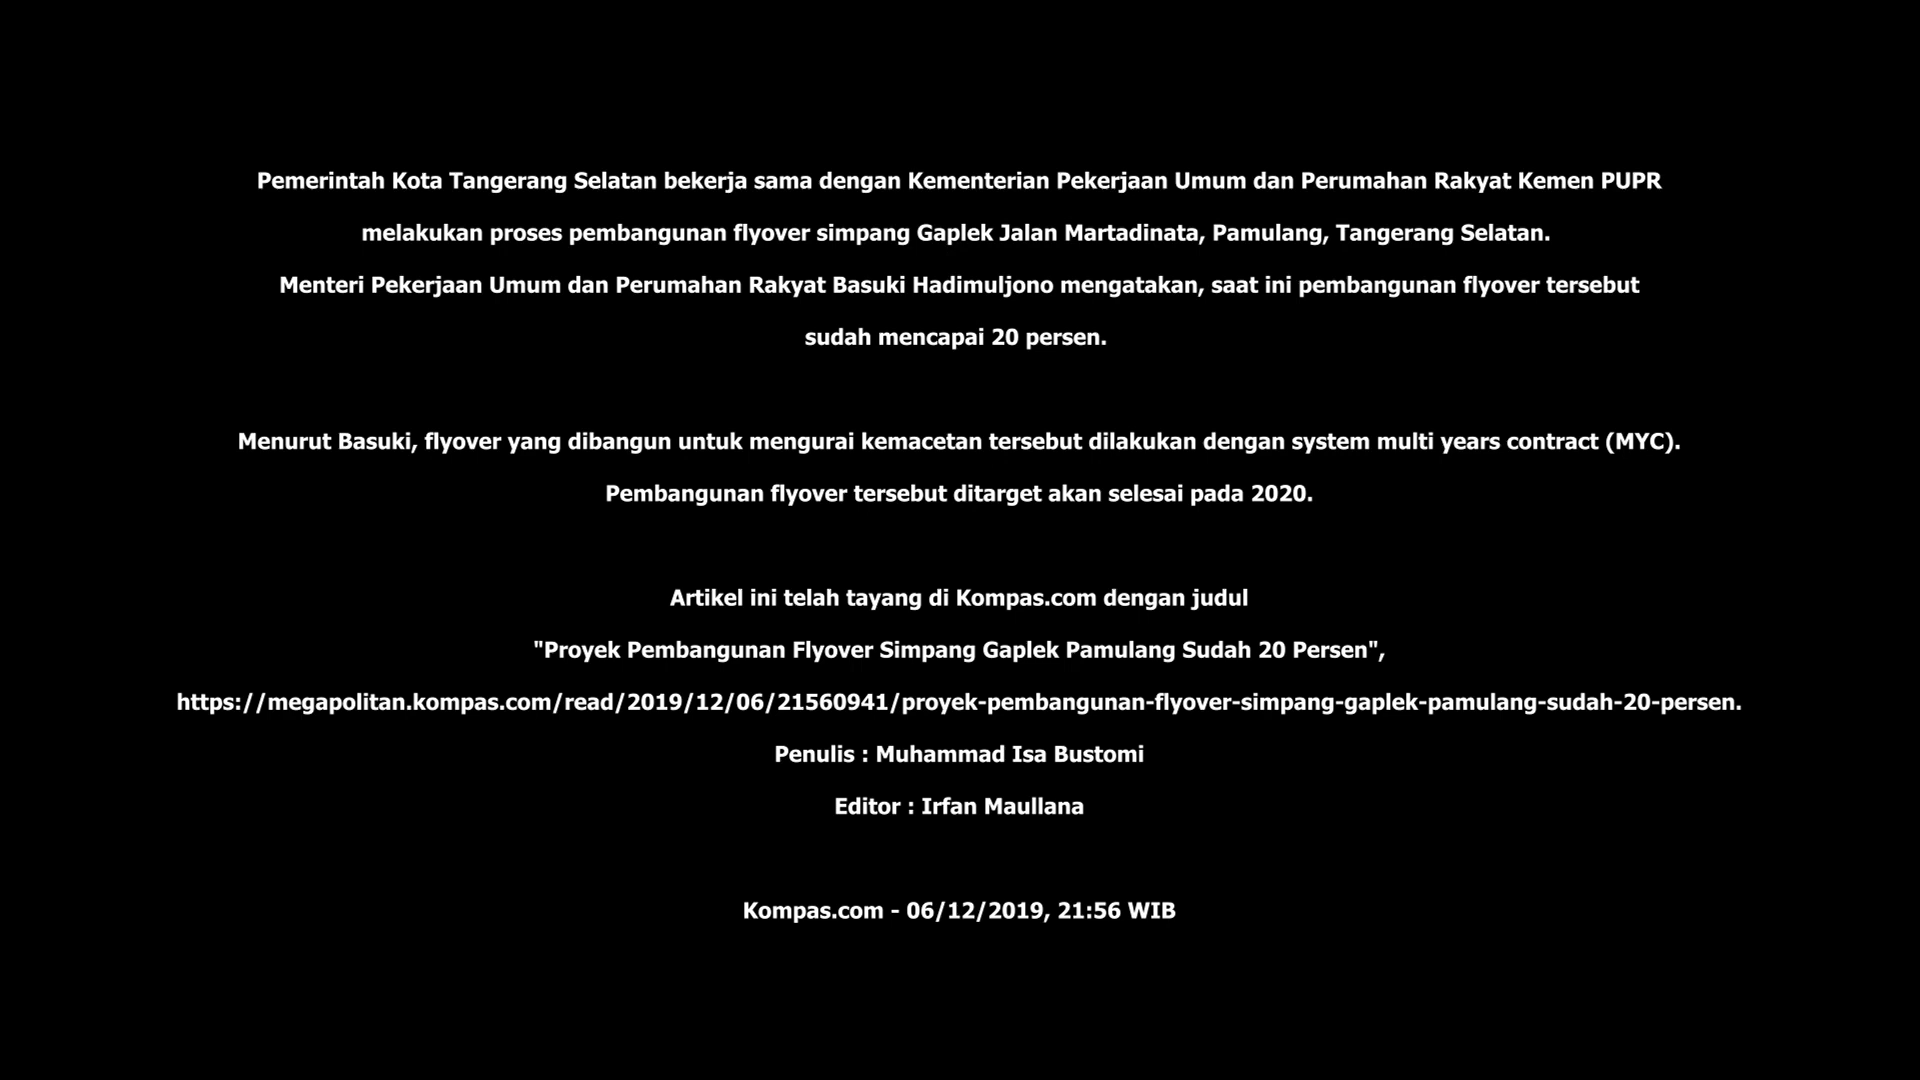 Pemerintah Kota Tangerang Selatan bekerja sama dengan Kementerian Pekerjaan Umum dan Perumahan Rakyat Kemen PUPR
melakukan proses pembangunan flyover simpang Gaplek Jalan Martadinata, Pamulang, Tangerang Selatan.
Menteri Pekerjaan Umum dan Perumahan Rakyat Basuki Hadimuljono mengatakan, saat ini pembangunan flyover tersebut
sudah mencapai 20 persen.
Menurut Basuki, flyover yang dibangun untuk mengurai kemacetan tersebut dilakukan dengan system multi years contract (MYC).
Pembangunan flyover tersebut ditarget akan selesai pada 2020.
Artikel ini telah tayang di Kompas.com dengan judul
"Proyek Pembangunan Flyover Simpang Gaplek Pamulang Sudah 20 Persen",
https://megapolitan.kompas.com/read/2019/12/06/21560941/proyek-pembangunan-flyover-simpang-gaplek-pamulang-sudah-20-persen.
Penulis : Muhammad Isa Bustomi
Editor : Irfan Maullana
Kompas.com - 06/12/2019, 21:56 WIB